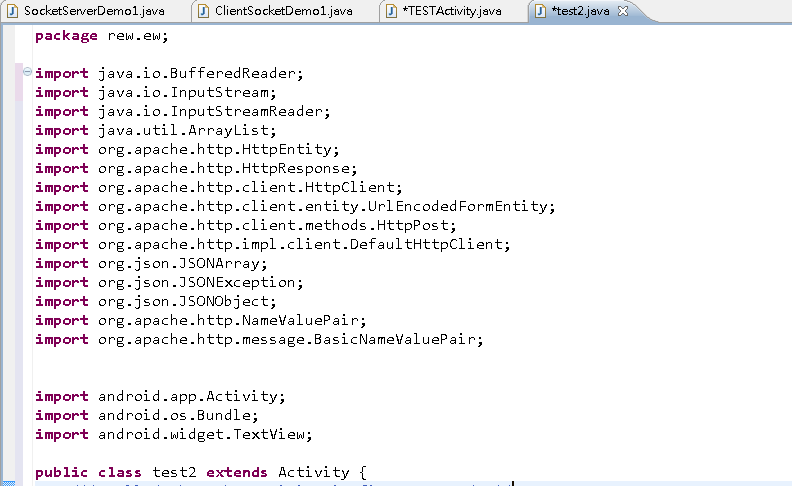 SocketServerDemo1.java ClientSocketDemo1.java *TESTActivity.java *test2.java
package rew.ew;
import java.io.BufferedReader;
import java.io.InputStream;
import java.io.InputStreamReader;
import java.util.ArrayList;
import org.apache.http.HttpEntity;
import org.apache.http.HttpResponse;
import org.apache.http.client.HttpClient;
import org.apache.http.client.entity.UrlEncodedFormEntity;
import org.apache.http.client.methods.HttpPost;
import org.apache.http.impl.client.DefaultHttpClient;
import org.json.JSONArray;
import org.json.JSONException;
import org.json.JSONObject;
import org.apache.http.NameValuePair;
import org.apache.http.message.BasicNameValuePair;
import android.app.Activity;
import android.os.Bundle;
import android.widget.TextView;
public class test2 extends Activity {